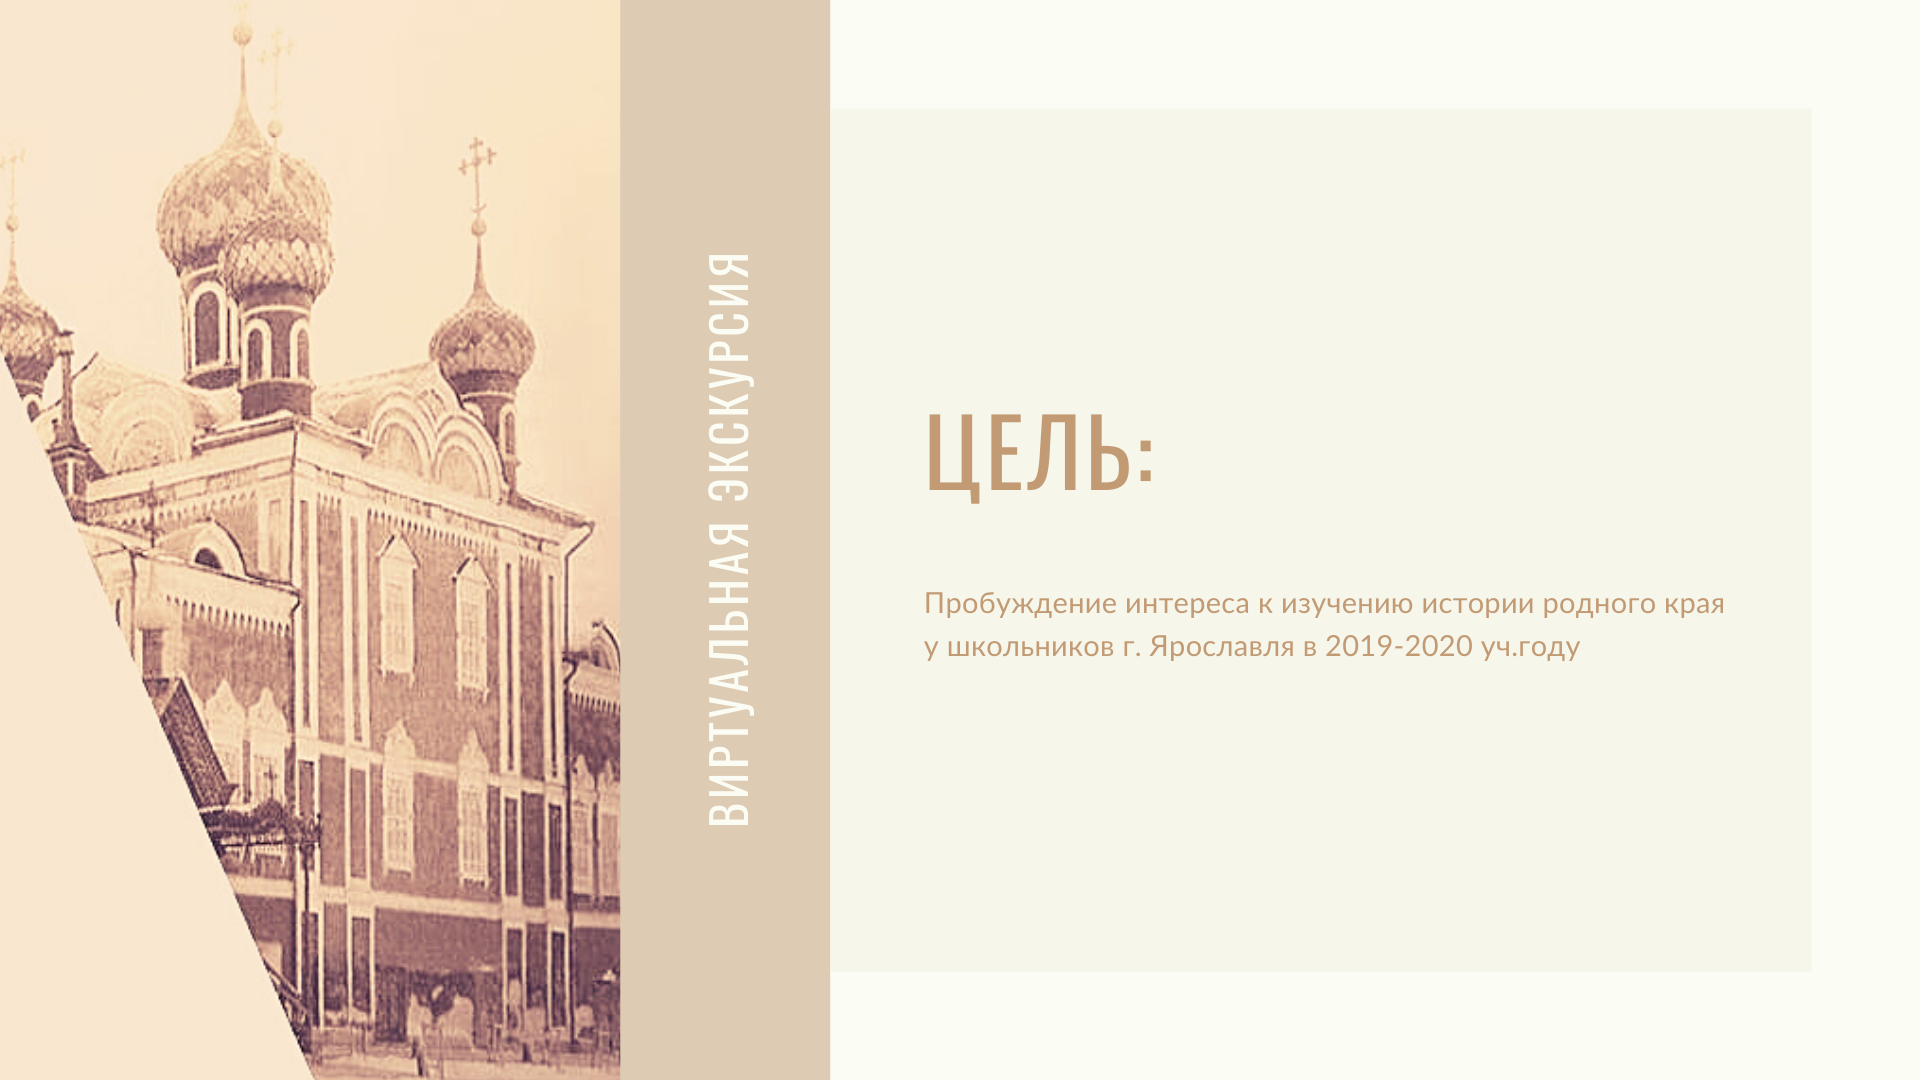 ВИРТУАЛЬНАЯ ЭКСКУРСИЯ
ЦЕЛЬ:
Пробуждение интереса к изучению истории родного края
у школьников г. Ярославля в 2019-2020 уч.году